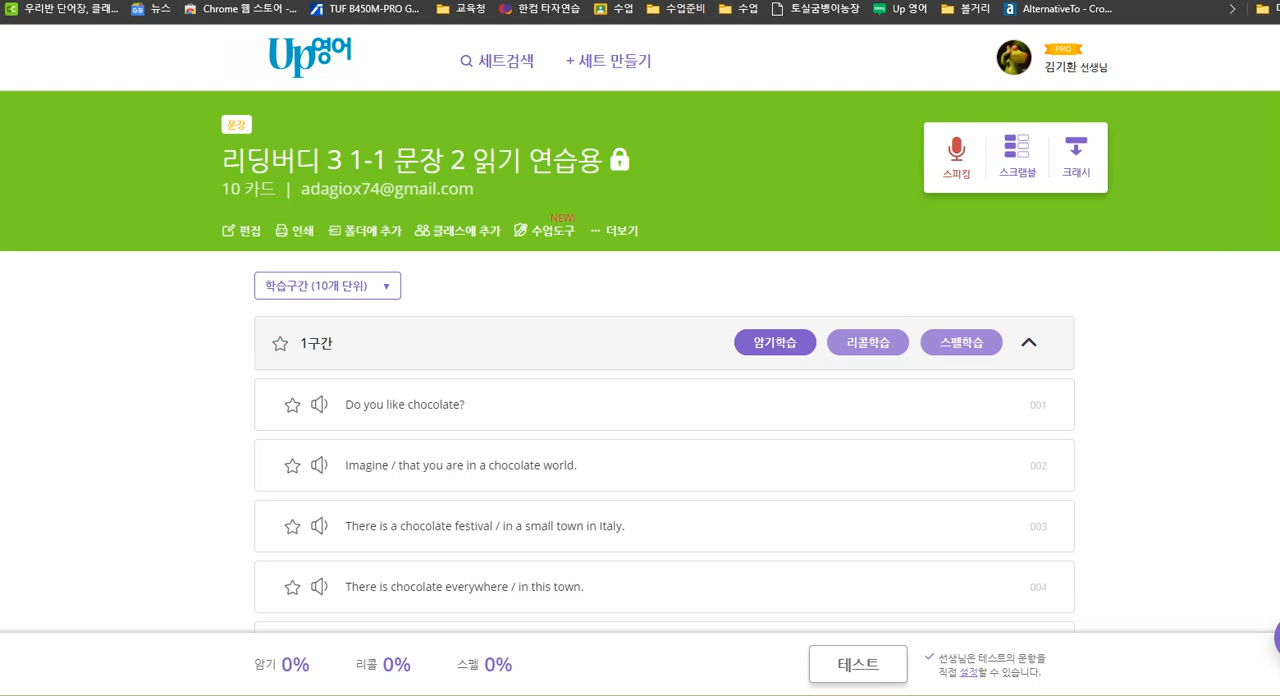 우리반 단어장, 클래... 뉴스 Chrome 웹 스토어 -... TUF B450M-PRO G... 교육청 한컴 타자연습 수업 수업준비 수업 토실굼벵이농장 Up 영어 볼거리 AlternativeTo - Cro...
Up영어
세트검색 + 세트 만들기
PRO
김기환 선생님
문장
리딩버디 3 1-1 문장 2 읽기 연습용
10 카드 | adagiox74@gmail.com
스피킹 스크램블 크래시
NEW!
편집 인쇄 폴더에 추가 클래스에 추가 수업도구 ··· 더보기
학습구간 (10개 단위) ▼
1구간 암기학습 리콜학습 스펠학습
Do you like chocolate? 001
Imagine / that you are in a chocolate world. 002
There is a chocolate festival / in a small town in Italy. 003
There is chocolate everywhere / in this town. 004
암기 0% 리콜 0% 스펠 0% 테스트
선생님은 테스트의 문항을
직접 설정할 수 있습니다.